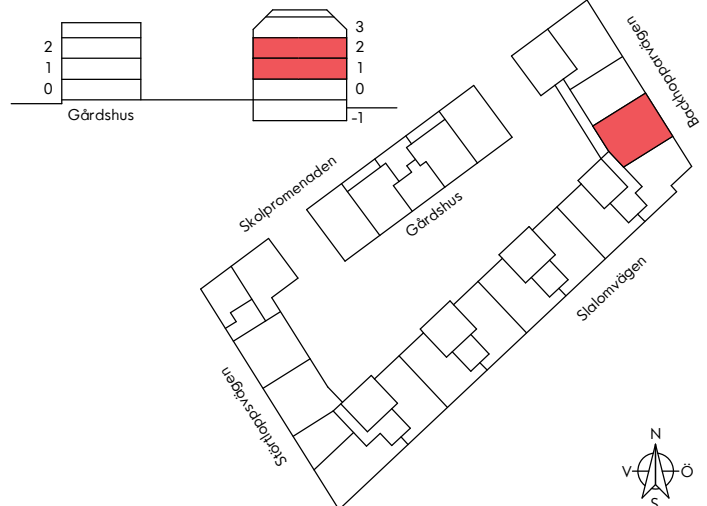 2
1
0
Gårdshus
3
2
1
0
-1
Backhopparvägen
Skolpromenaden
Gårdshus
Slalomvägen
Störtloppsvägen
N
V
Ö
S